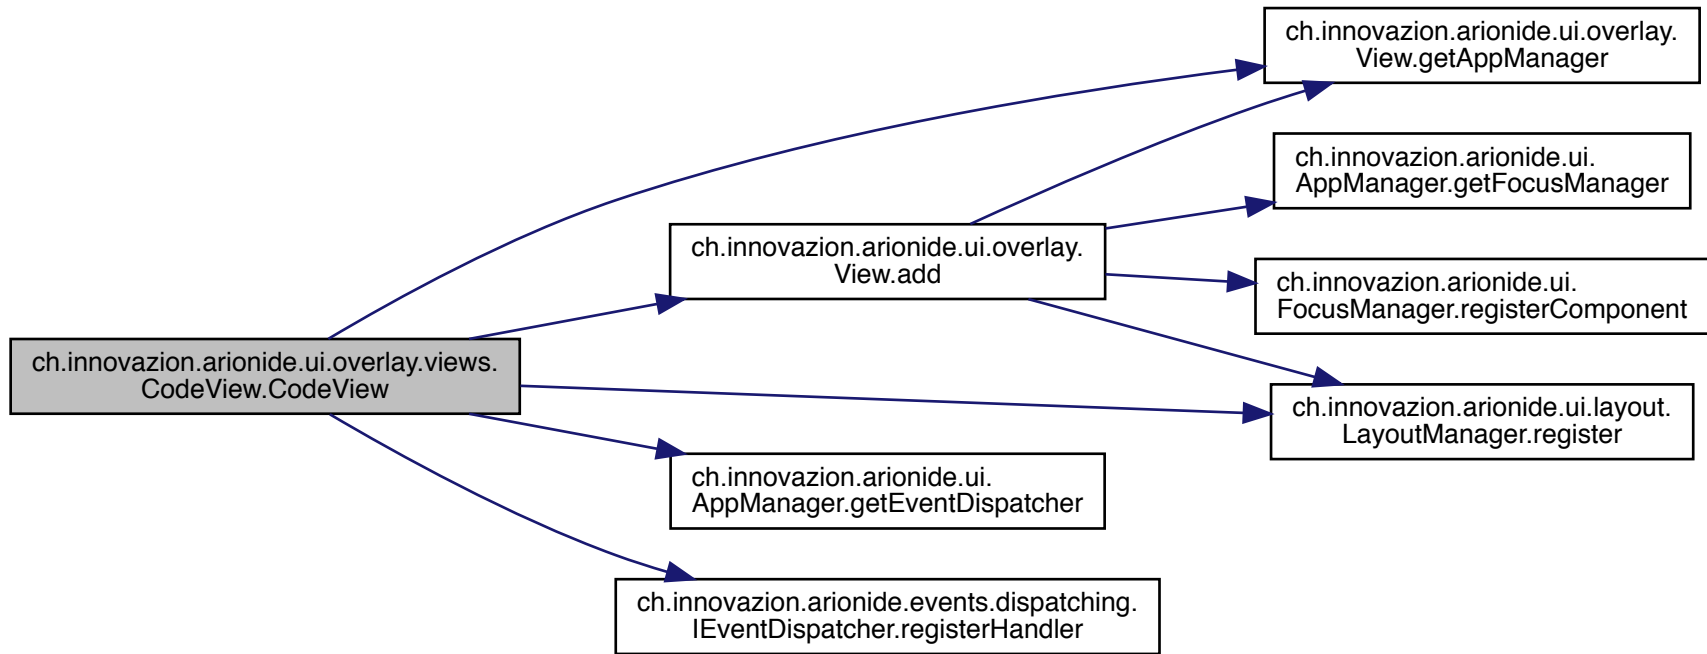 ch.innovazion.arionide.ui.overlay.
View.getAppManager
ch.innovazion.arionide.ui.
AppManager.getFocusManager
ch.innovazion.arionide.ui.overlay.
View.add
ch.innovazion.arionide.ui.
FocusManager.registerComponent
ch.innovazion.arionide.ui.overlay.views.
CodeView.CodeView
ch.innovazion.arionide.ui.layout.
LayoutManager.register
ch.innovazion.arionide.ui.
AppManager.getEventDispatcher
ch.innovazion.arionide.events.dispatching.
IEventDispatcher.registerHandler